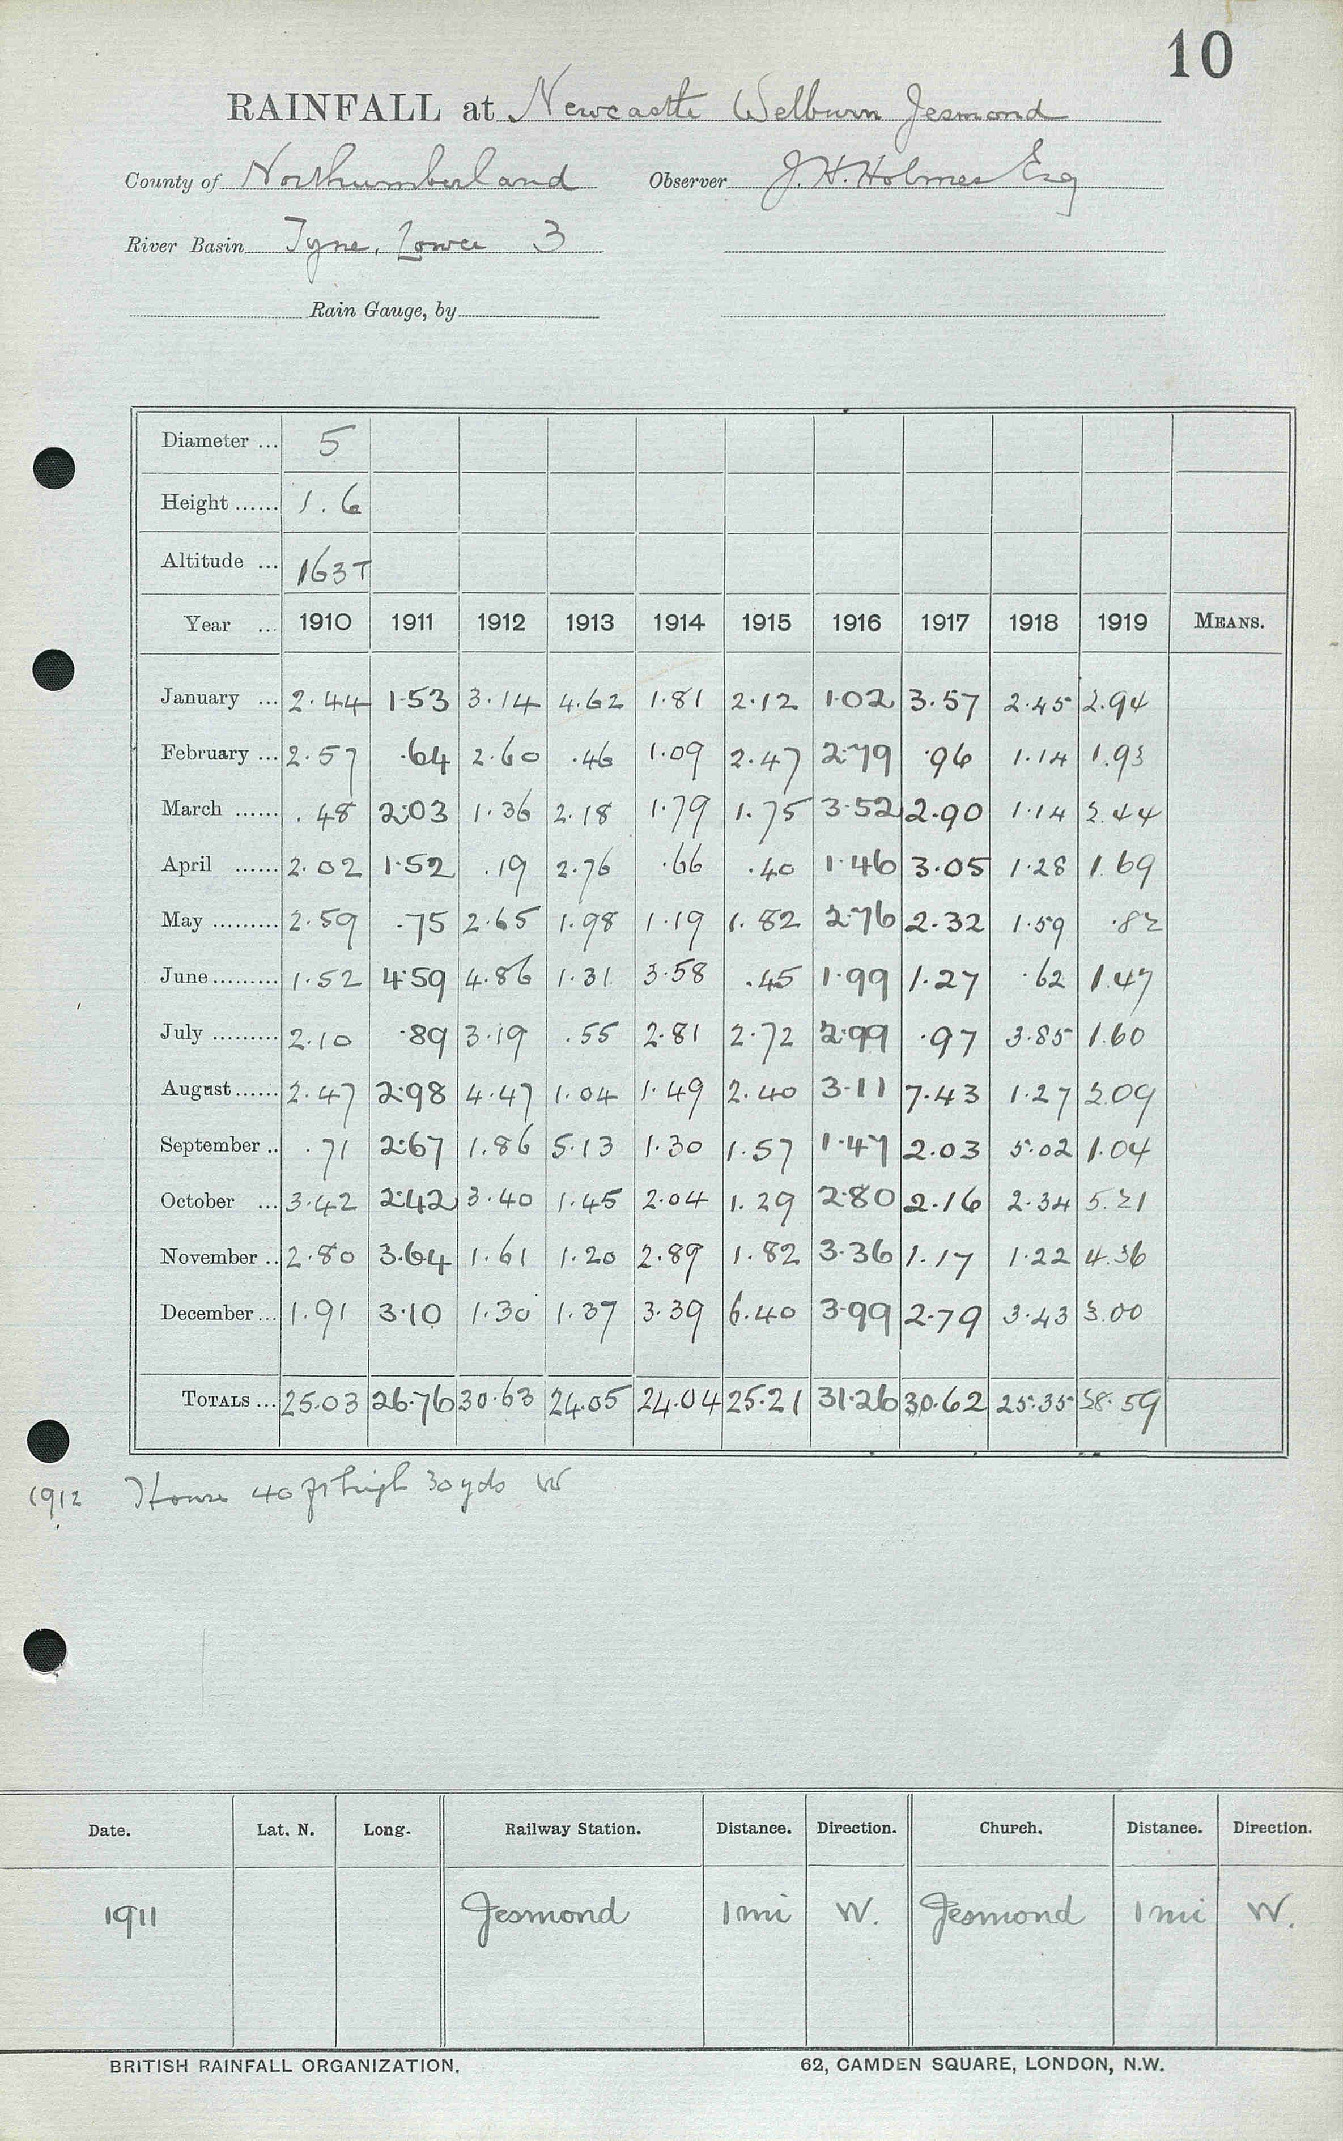 10
RAINFALL at Newcastle Welburn Jesmond
County of Northumberland Observer J. H. Holmes Esq
River Basin Tyne, Lower 3
Rain Gauge, by
Diameter ... 5
Height ...... 1.6
Altitude ... 163T
Year ... 1910 1911 1912 1913 1914 1915 1916 1917 1918 1919 MEANS.
January ... 2.44 1.53 3.14 4.62 1.81 2.12 1.02 3.57 2.45 2.94
February ... 2.57 .64 2.60 .46 1.09 2.47 2.79 .96 1.14 1.93
March ...... .48 2.03 1.36 2.18 1.79 1.75 3.52 2.90 1.14 2.44
April ...... 2.02 1.52 .19 2.76 .66 .40 1.46 3.05 1.28 1.69
May ......... 2.59 .75 2.65 1.98 1.19 1.82 2.76 2.32 1.59 .82
June ......... 1.52 4.59 4.86 1.31 3.58 .45 1.99 1.27 .62 1.47
July ......... 2.10 .89 3.19 .55 2.81 2.72 2.99 .97 3.85 1.60
August ...... 2.47 2.98 4.47 1.04 1.49 2.40 3.11 7.43 1.27 2.09
September .. .71 2.67 1.86 5.13 1.30 1.57 1.47 2.03 5.02 1.04
October ... 3.42 2.42 3.40 1.45 2.04 1.29 2.80 2.16 2.34 5.21
November .. 2.80 3.64 1.61 1.20 2.89 1.82 3.36 1.17 1.22 4.36
December ... 1.91 3.10 1.30 1.37 3.39 6.40 3.99 2.79 3.43 3.00
TOTALS ... 25.03 26.76 30.63 24.05 24.04 25.21 31.26 30.62 25.35 28.59
1912 House 40 ft high 30 yds W
Date. Lat. N. Long. Railway Station. Distance. Direction. Church. Distance. Direction.
1911 Jesmond 1 mi W. Jesmond 1 mi W.
BRITISH RAINFALL ORGANIZATION. 62, CAMDEN SQUARE, LONDON, N.W.